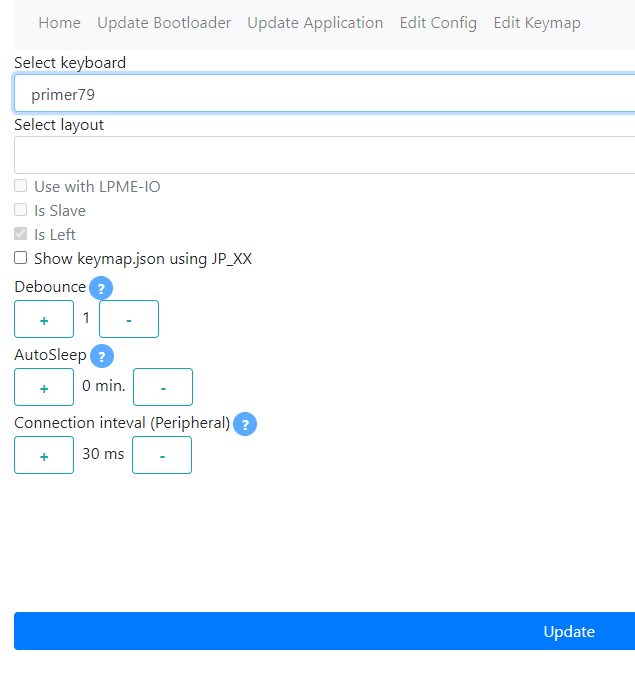 Home Update Bootloader Update Application Edit Config Edit Keymap
Select keyboard
primer79
Select layout
Use with LPME-IO
Is Slave
Is Left
Show keymap.json using JP_XX
Debounce ?
+ 1 -
AutoSleep ?
+ 0 min. -
Connection inteval (Peripheral) ?
+ 30 ms -
Update